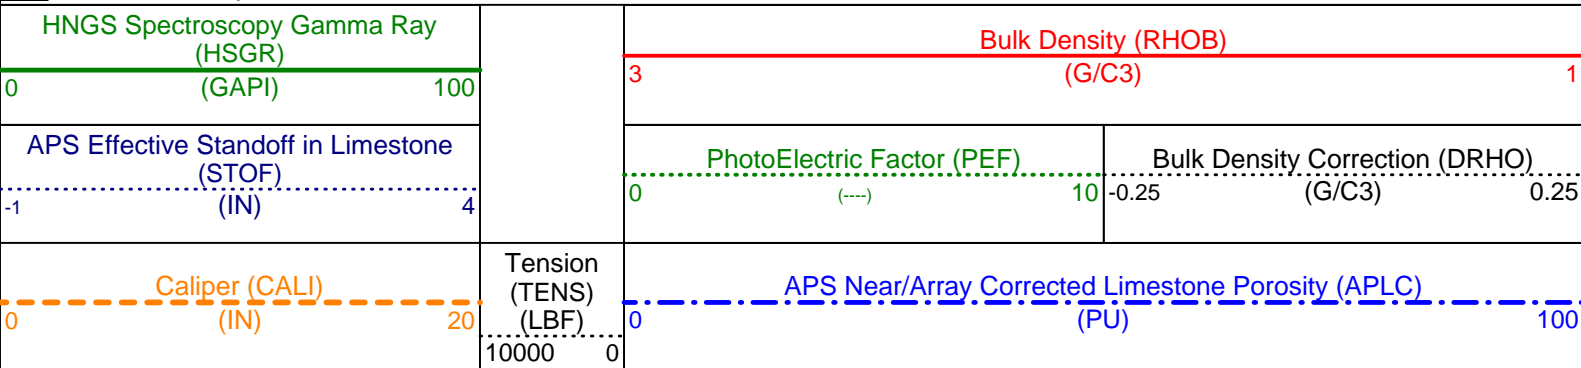 HNGS Spectroscopy Gamma Ray
(HSGR)
0 (GAPI) 100
Bulk Density (RHOB)
3 (G/C3) 1
APS Effective Standoff in Limestone
(STOF)
-1 (IN) 4
PhotoElectric Factor (PEF)
0 (----) 10
Bulk Density Correction (DRHO)
-0.25 (G/C3) 0.25
Caliper (CALI)
0 (IN) 20
Tension
(TENS)
(LBF)
10000 0
APS Near/Array Corrected Limestone Porosity (APLC)
0 (PU) 100